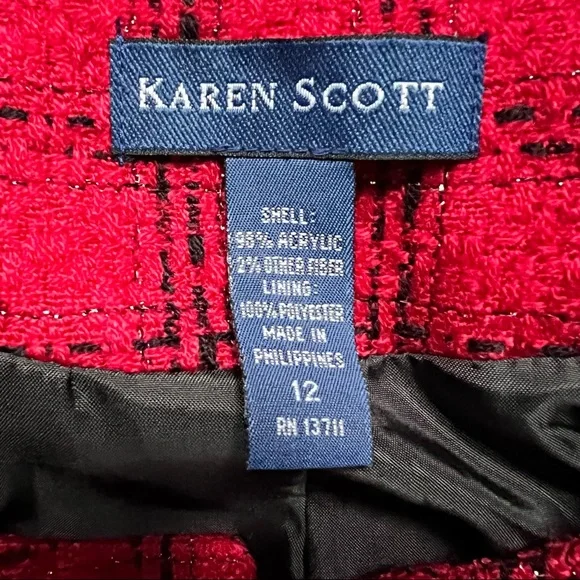 KAREN SCOTT
SHELL:
98% ACRYLIC
2% OTHER FIBER
LINING:
100% POLYESTER
MADE IN
PHILIPPINES
12
RN 13711